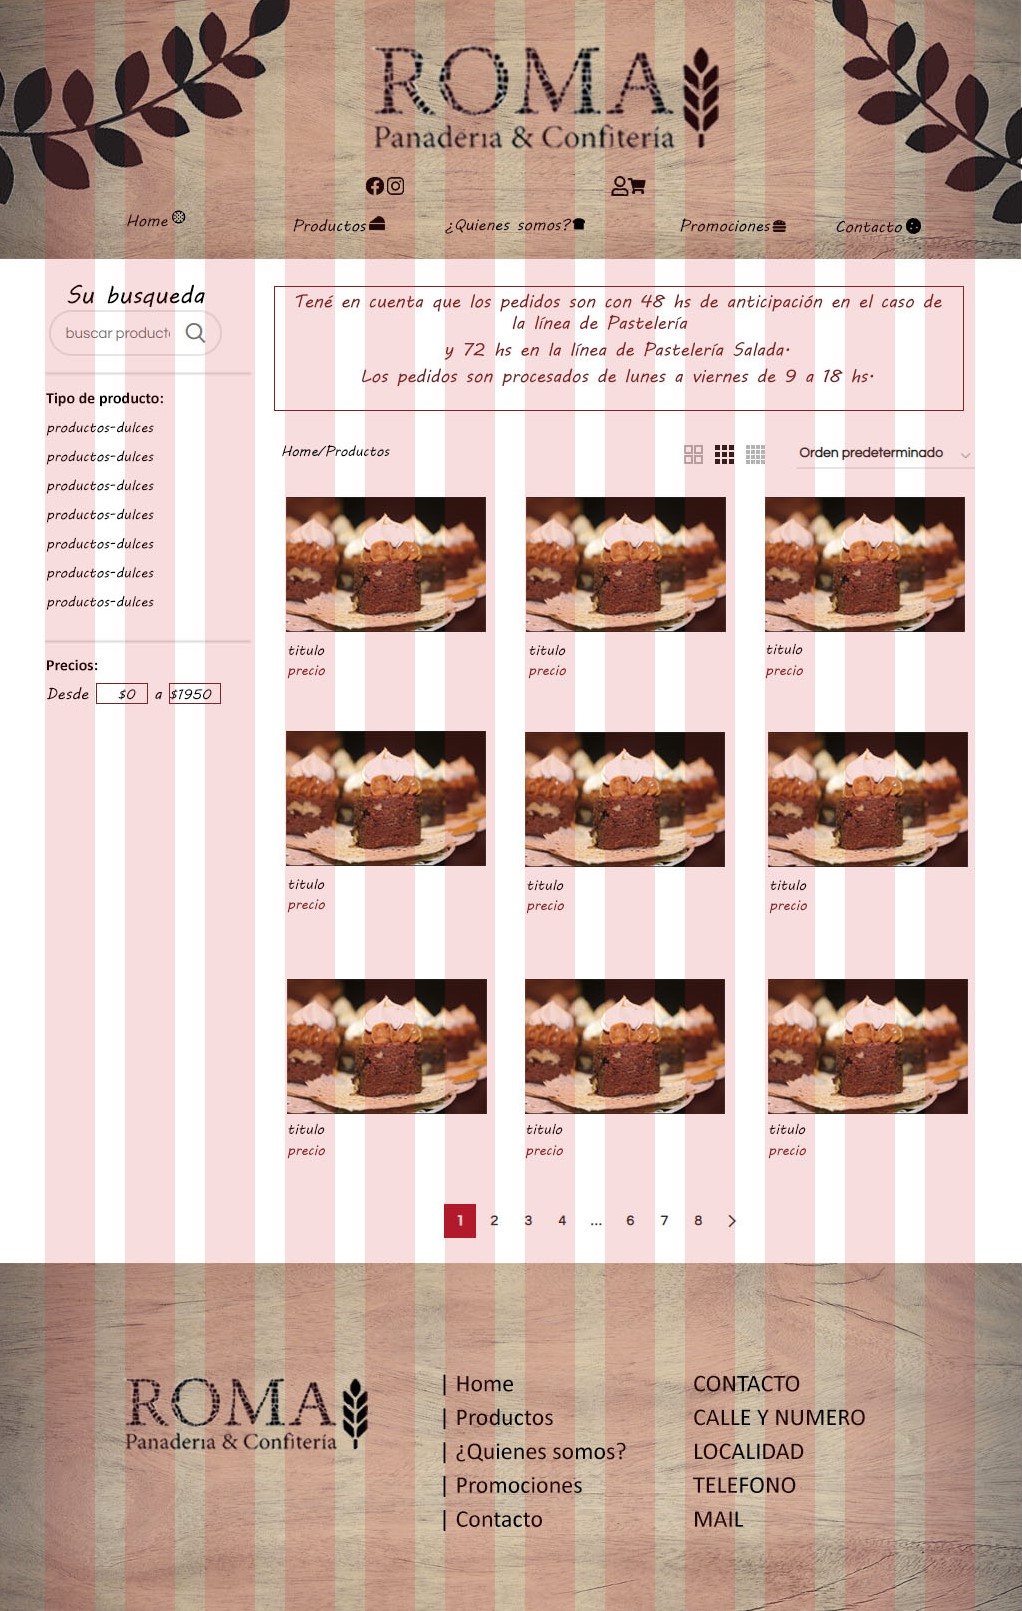 ROMA
Panadería & Confitería
Home
Productos
¿Quienes somos?
Promociones
Contacto
Su busqueda
buscar product
Tipo de producto:
productos-dulces
productos-dulces
productos-dulces
productos-dulces
productos-dulces
productos-dulces
productos-dulces
Precios:
Desde $0 a $1950
Tené en cuenta que los pedidos son con 48 hs de anticipación en el caso de
la línea de Pastelería
y 72 hs en la línea de Pastelería Salada.
Los pedidos son procesados de lunes a viernes de 9 a 18 hs.
Home/Productos
Orden predeterminado
titulo titulo titulo
precio precio precio
titulo titulo titulo
precio precio precio
titulo titulo titulo
precio precio precio
1 2 3 4 ... 6 7 8 >
ROMA
Panadería & Confitería
| Home
| Productos
| ¿Quienes somos?
| Promociones
| Contacto
CONTACTO
CALLE Y NUMERO
LOCALIDAD
TELEFONO
MAIL